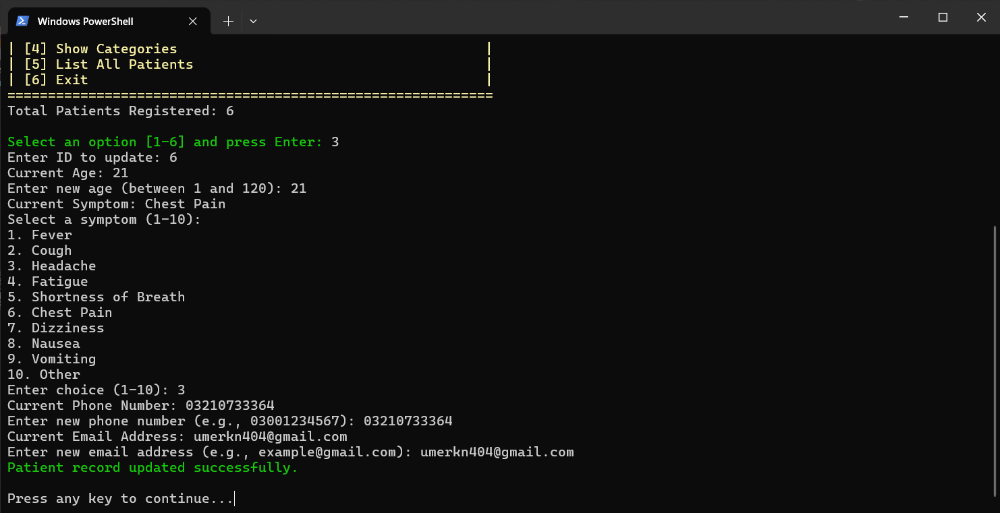 Windows PowerShell
| [4] Show Categories |
| [5] List All Patients |
| [6] Exit |
============================================================
Total Patients Registered: 6
Select an option [1-6] and press Enter: 3
Enter ID to update: 6
Current Age: 21
Enter new age (between 1 and 120): 21
Current Symptom: Chest Pain
Select a symptom (1-10):
1. Fever
2. Cough
3. Headache
4. Fatigue
5. Shortness of Breath
6. Chest Pain
7. Dizziness
8. Nausea
9. Vomiting
10. Other
Enter choice (1-10): 3
Current Phone Number: 03210733364
Enter new phone number (e.g., 03001234567): 03210733364
Current Email Address: umerkn404@gmail.com
Enter new email address (e.g., example@gmail.com): umerkn404@gmail.com
Patient record updated successfully.
Press any key to continue...